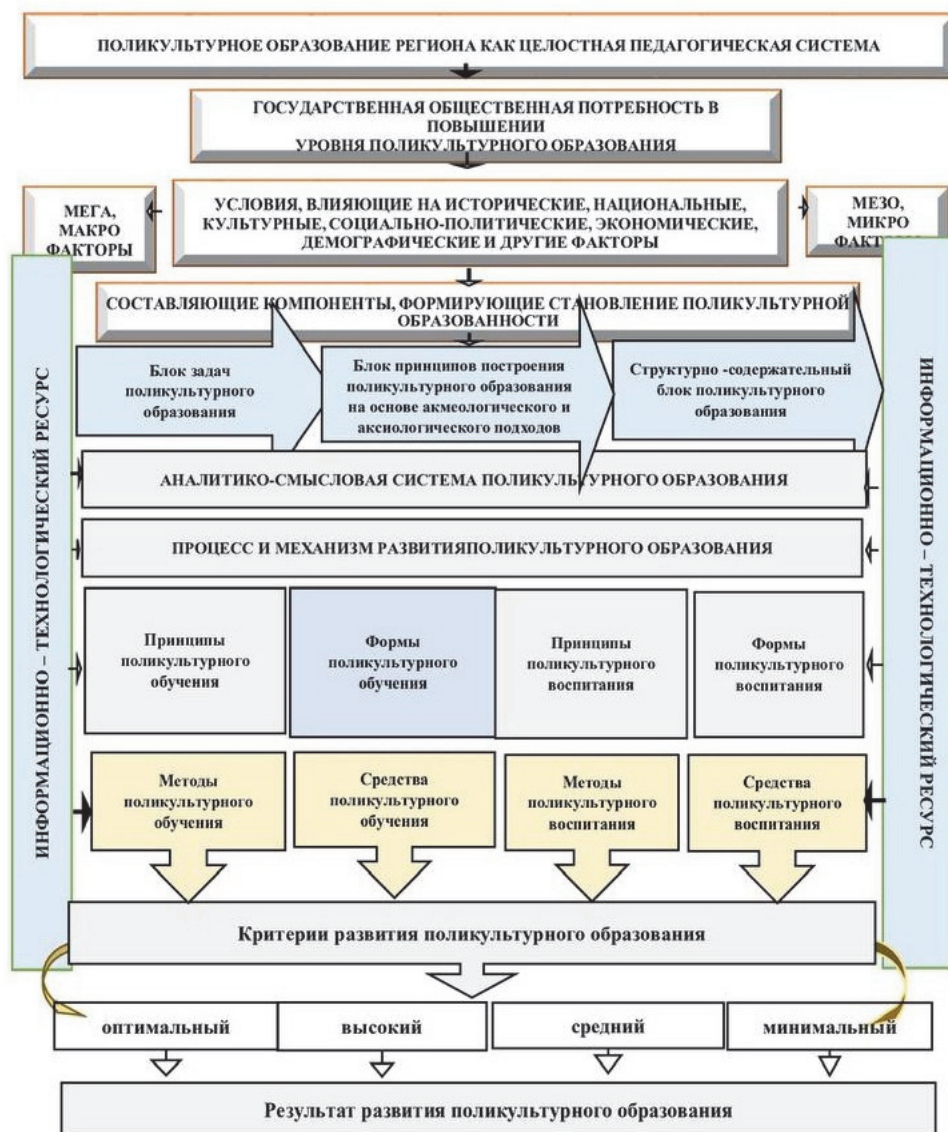 ПОЛИКУЛЬТУРНОЕ ОБРАЗОВАНИЕ РЕГИОНА КАК ЦЕЛОСТНАЯ ПЕДАГОГИЧЕСКАЯ СИСТЕМА
ГОСУДАРСТВЕННАЯ ОБЩЕСТВЕННАЯ ПОТРЕБНОСТЬ В
ПОВЫШЕНИИ
УРОВНЯ ПОЛИКУЛЬТУРНОГО ОБРАЗОВАНИЯ
МЕГА,
МАКРО
ФАКТОРЫ
УСЛОВИЯ, ВЛИЯЮЩИЕ НА ИСТОРИЧЕСКИЕ, НАЦИОНАЛЬНЫЕ,
КУЛЬТУРНЫЕ, СОЦИАЛЬНО-ПОЛИТИЧЕСКИЕ, ЭКОНОМИЧЕСКИЕ,
ДЕМОГРАФИЧЕСКИЕ И ДРУГИЕ ФАКТОРЫ
МЕЗО,
МИКРО
СОСТАВЛЯЮЩИЕ КОМПОНЕНТЫ, ФОРМИРУЮЩИЕ СТАНОВЛЕНИЕ ПОЛИКУЛЬТУРНОЙ
ОБРАЗОВАННОСТИ
ИНФОРМАЦИОННО – ТЕХНОЛОГИЧЕСКИЙ РЕСУРС
Блок задач
поликультурного
образования
Блок принципов построения
поликультурного образования
на основе акмеологического и
аксиологического подходов
Структурно -содержательный
блок поликультурного
образования
ИНФОРМАЦИОННО – ТЕХНОЛОГИЧЕСКИЙ РЕСУРС
АНАЛИТИКО-СМЫСЛОВАЯ СИСТЕМА ПОЛИКУЛЬТУРНОГО ОБРАЗОВАНИЯ
ПРОЦЕСС И МЕХАНИЗМ РАЗВИТИЯПОЛИКУЛЬТУРНОГО ОБРАЗОВАНИЯ
Принципы
поликультурного
обучения
Формы
поликультурного
обучения
Принципы
поликультурного
воспитания
Формы
поликультурного
воспитания
Методы
поликультурного
обучения
Средства
поликультурного
обучения
Методы
поликультурного
воспитания
Средства
поликультурного
воспитания
Критерии развития поликультурного образования
оптимальный
высокий
средний
минимальный
Результат развития поликультурного образования